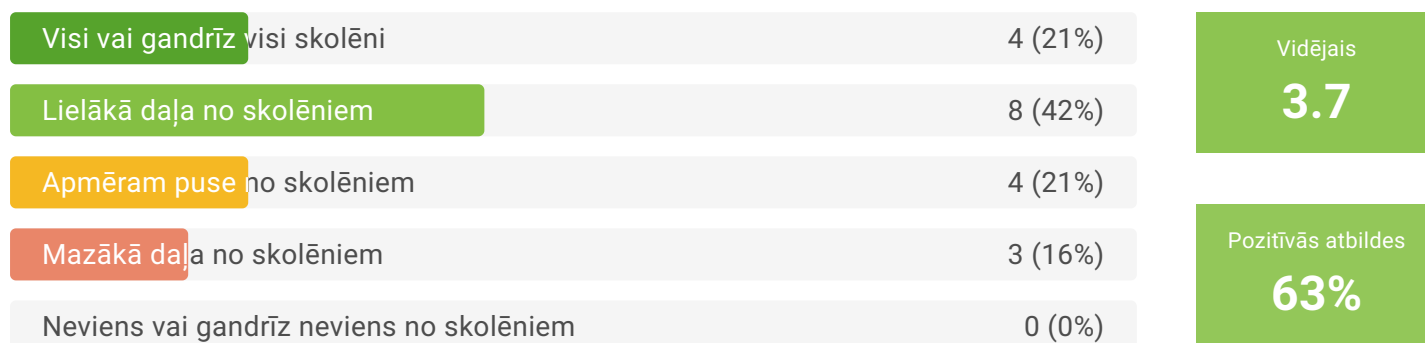 Visi vai gandrīz visi skolēni 4 (21%)
Lielākā daļa no skolēniem 8 (42%)
Apmēram puse no skolēniem 4 (21%)
Mazākā daļa no skolēniem 3 (16%)
Neviens vai gandrīz neviens no skolēniem 0 (0%)
Vidējais
3.7
Pozitīvās atbildes
63%